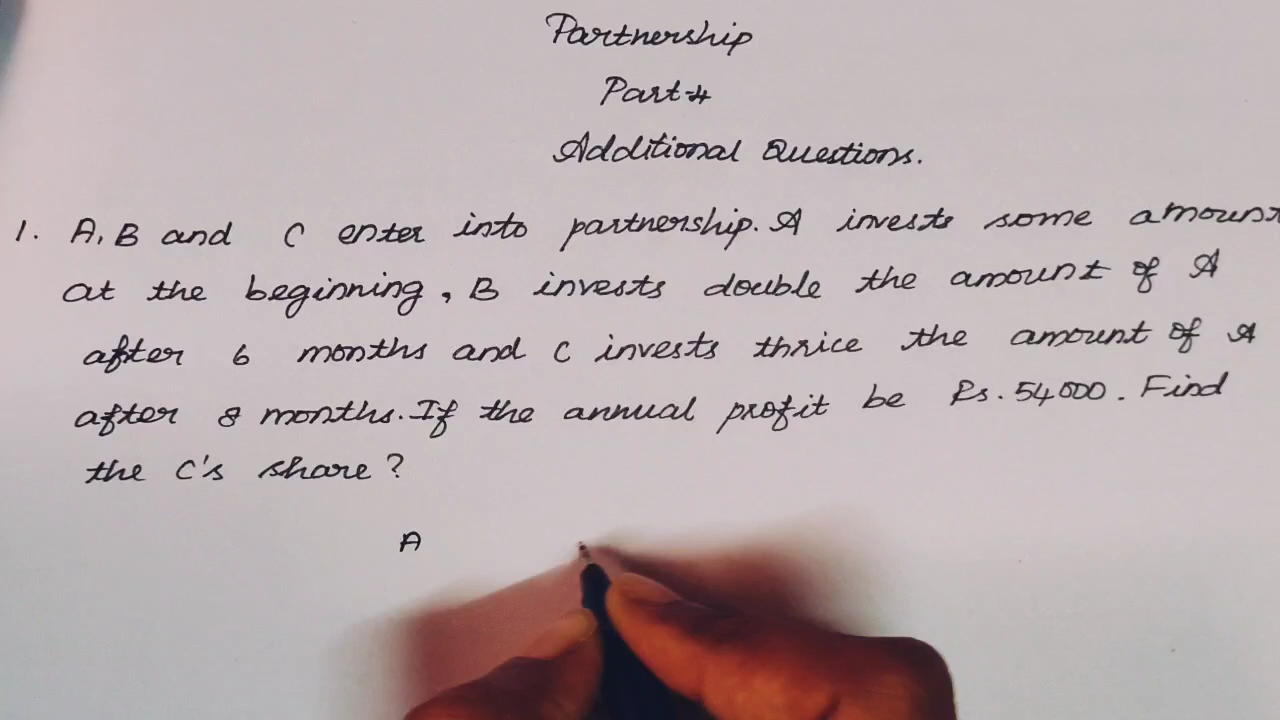 Partnership
Part-4
Additional Questions.
1. A, B and C enter into partnership. A invests some amount
at the beginning, B invests double the amount of A
after 6 months and C invests thrice the amount of A
after 8 months. If the annual profit be Rs. 54000. Find
the C's share?
A